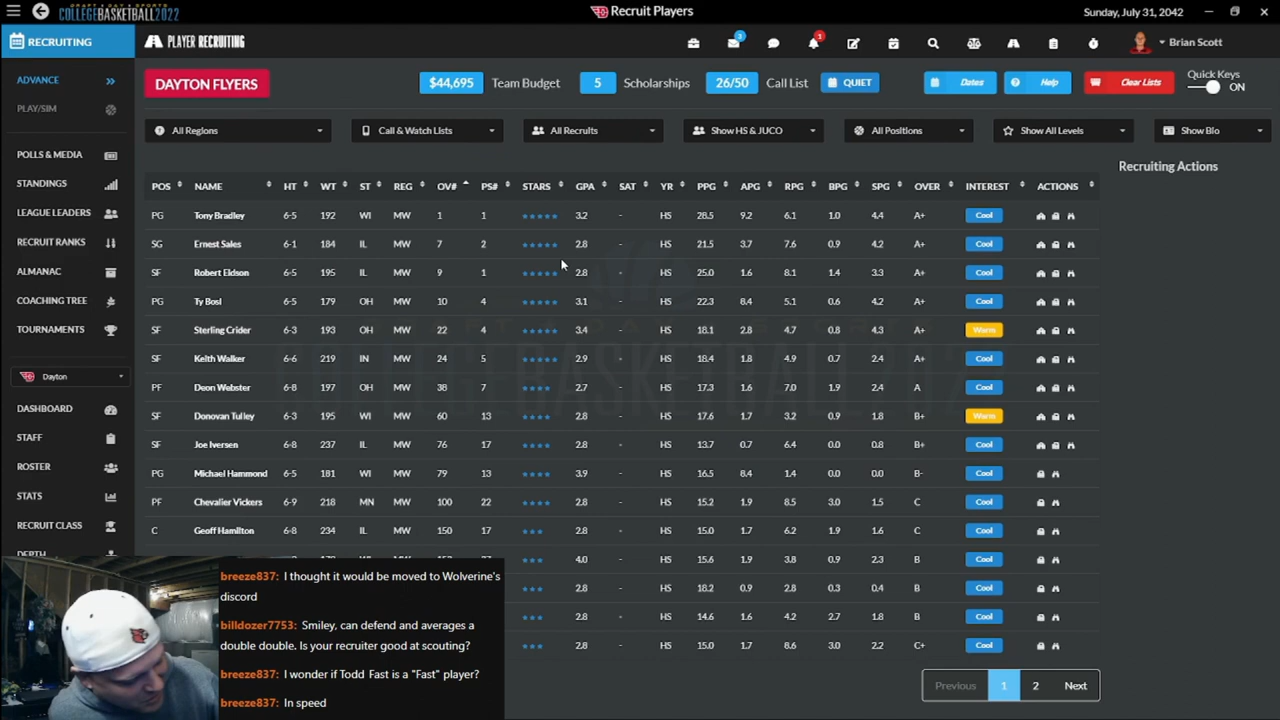 DRAFT DAY SPORTS
COLLEGEBASKETBALL2022
Recruit Players
Sunday, July 31, 2042
RECRUITING
PLAYER RECRUITING
3
1
Brian Scott
ADVANCE
PLAY/SIM
POLLS & MEDIA
STANDINGS
LEAGUE LEADERS
RECRUIT RANKS
ALMANAC
COACHING TREE
TOURNAMENTS
Dayton
DASHBOARD
STAFF
ROSTER
STATS
RECRUIT CLASS
DEPTH
DAYTON FLYERS
$44,695 Team Budget 5 Scholarships 26/50 Call List QUIET Dates Help Clear Lists
Quick Keys
ON
All Regions Call & Watch Lists All Recruits Show HS & JUCO All Positions Show All Levels Show Bio
Recruiting Actions
POS NAME HT WT ST REG OV# PS# STARS GPA SAT YR PPG APG RPG BPG SPG OVER INTEREST ACTIONS
PG Tony Bradley 6-5 192 WI MW 1 1 ★★★★★ 3.2 - HS 28.5 9.2 6.1 1.0 4.4 A+ Cool
SG Ernest Sales 6-1 184 IL MW 7 2 ★★★★★ 2.8 - HS 21.5 3.7 7.6 0.9 4.2 A+ Cool
SF Robert Eldson 6-5 195 IL MW 9 1 ★★★★★ 2.8 - HS 25.0 1.6 8.1 1.4 3.3 A+ Cool
PG Ty Bosl 6-5 179 OH MW 10 4 ★★★★★ 3.1 - HS 22.3 8.4 5.1 0.6 4.2 A+ Cool
SF Sterling Crider 6-3 193 OH MW 22 4 ★★★★★ 3.4 - HS 18.1 2.8 4.7 0.8 4.3 A+ Warm
SF Keith Walker 6-6 219 IN MW 24 5 ★★★★★ 2.9 - HS 18.4 1.8 4.9 0.7 2.4 A+ Cool
PF Deon Webster 6-8 197 OH MW 38 7 ★★★★ 2.7 - HS 17.3 1.6 7.0 1.9 2.4 A Cool
SF Donovan Tulley 6-3 195 WI MW 60 13 ★★★★ 2.8 - HS 17.6 1.7 3.2 0.9 1.8 B+ Warm
SF Joe Iversen 6-8 237 IL MW 76 17 ★★★★ 2.8 - HS 13.7 0.7 6.4 0.0 0.8 B+ Cool
PG Michael Hammond 6-5 181 WI MW 79 13 ★★★★ 3.9 - HS 16.5 8.4 1.4 0.0 0.0 B- Cool
PF Chevalier Vickers 6-9 218 MN MW 100 22 ★★★★ 2.8 - HS 15.2 1.9 8.5 3.0 1.5 C Cool
C Geoff Hamilton 6-8 234 IL MW 150 17 ★★★ 2.8 - HS 15.0 1.7 6.2 1.9 1.6 C Cool
★★★ 4.0 - HS 15.6 1.9 3.8 0.9 2.3 B Cool
★★★ 2.8 - HS 18.2 0.9 2.8 0.3 0.4 B Cool
★★★ 2.8 - HS 14.6 1.6 4.2 2.7 1.8 B Cool
★★★ 2.8 - HS 15.0 1.7 8.6 3.0 2.2 C+ Cool
Previous 1 2 Next
breeze837: I thought it would be moved to Wolverine's
discord
billdozer7753: Smiley, can defend and averages a
double double. Is your recruiter good at scouting?
breeze837: I wonder if Todd Fast is a "Fast" player?
breeze837: In speed